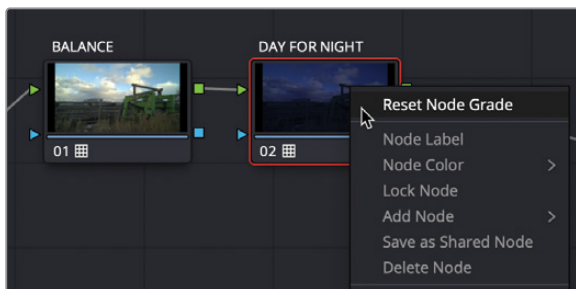 BALANCE
DAY FOR NIGHT
01
02
Reset Node Grade
Node Label
Node Color
Lock Node
Add Node
Save as Shared Node
Delete Node